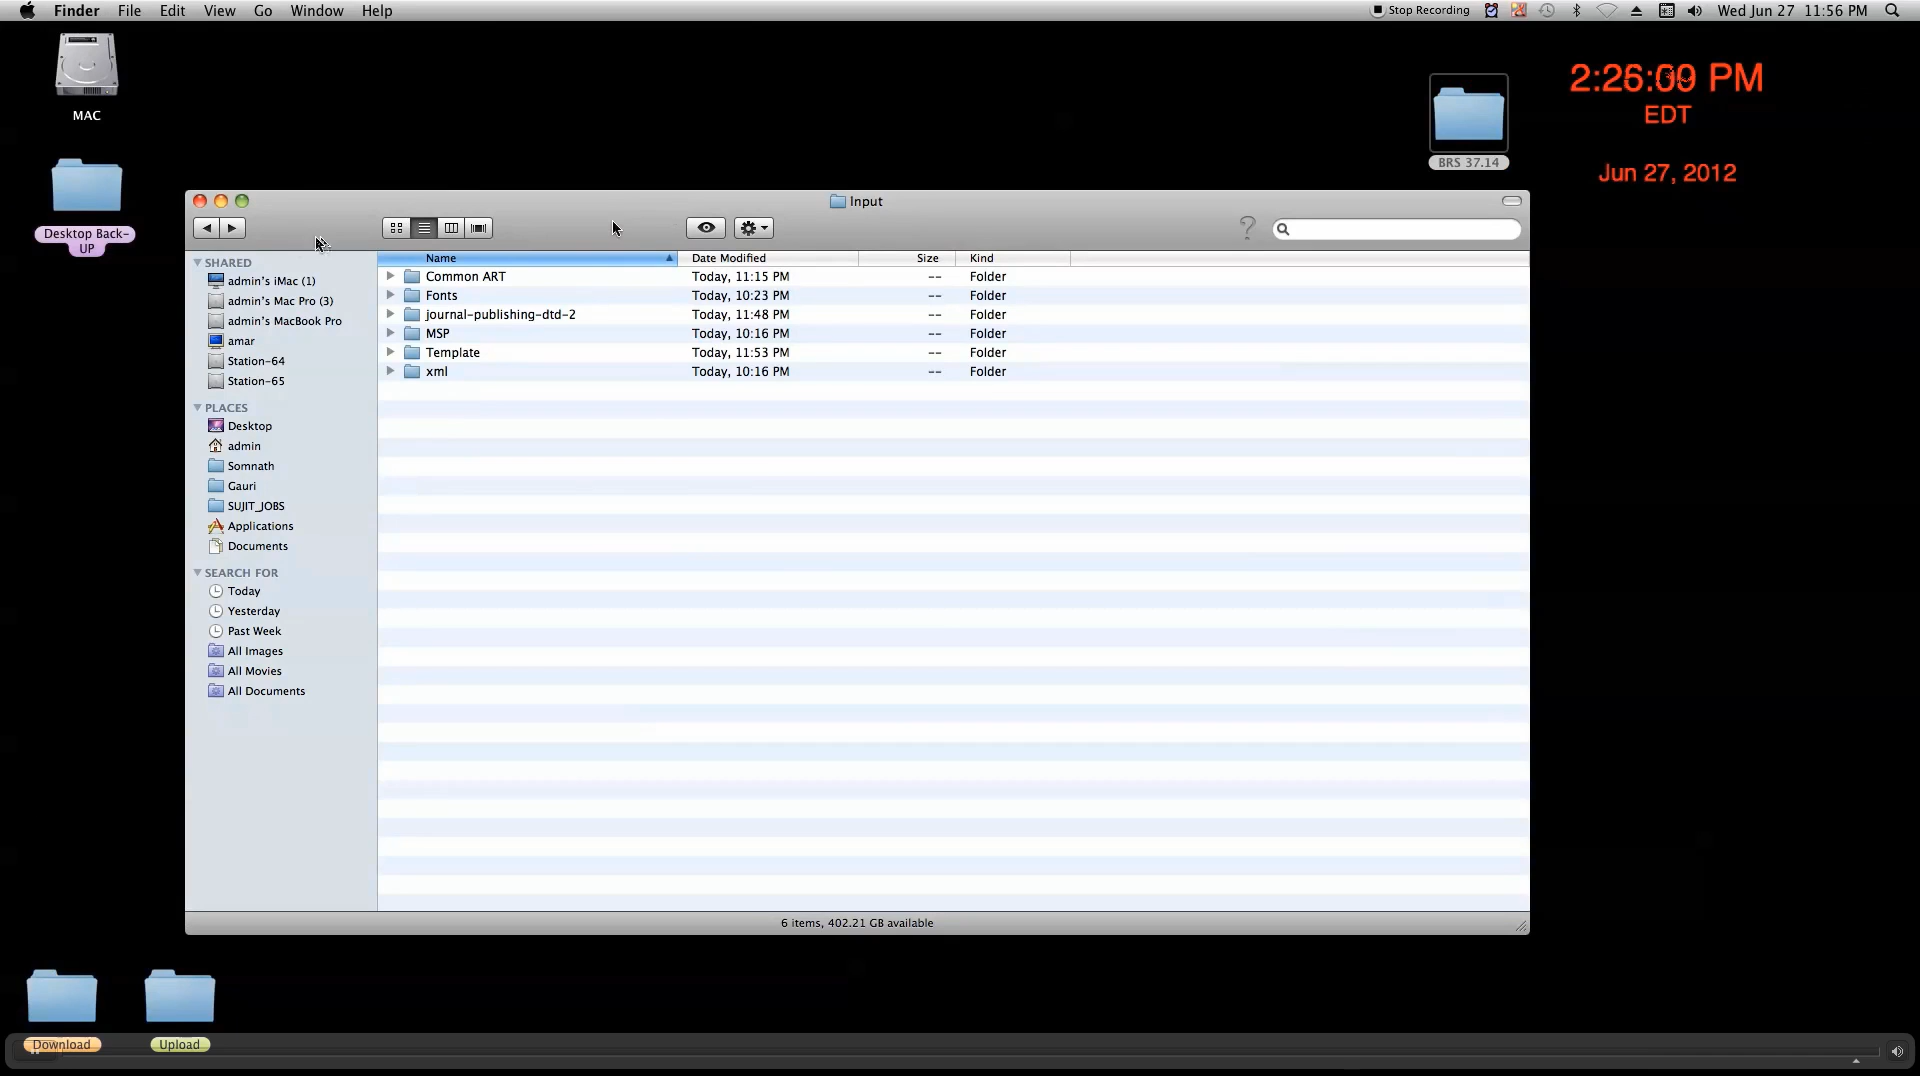 Finder File Edit View Go Window Help Stop Recording Wed Jun 27 11:56 PM
MAC
Desktop Back-
UP
BRS 37.14
2:26:09 PM
EDT
Jun 27, 2012
Input
SHARED
admin's iMac (1)
admin's Mac Pro (3)
admin's MacBook Pro
amar
Station-64
Station-65
PLACES
Desktop
admin
Somnath
Gauri
SUJIT_JOBS
Applications
Documents
SEARCH FOR
Today
Yesterday
Past Week
All Images
All Movies
All Documents
Name Date Modified Size Kind
Common ART Today, 11:15 PM -- Folder
Fonts Today, 10:23 PM -- Folder
journal-publishing-dtd-2 Today, 11:48 PM -- Folder
MSP Today, 10:16 PM -- Folder
Template Today, 11:53 PM -- Folder
xml Today, 10:16 PM -- Folder
6 items, 402.21 GB available
Download
Upload